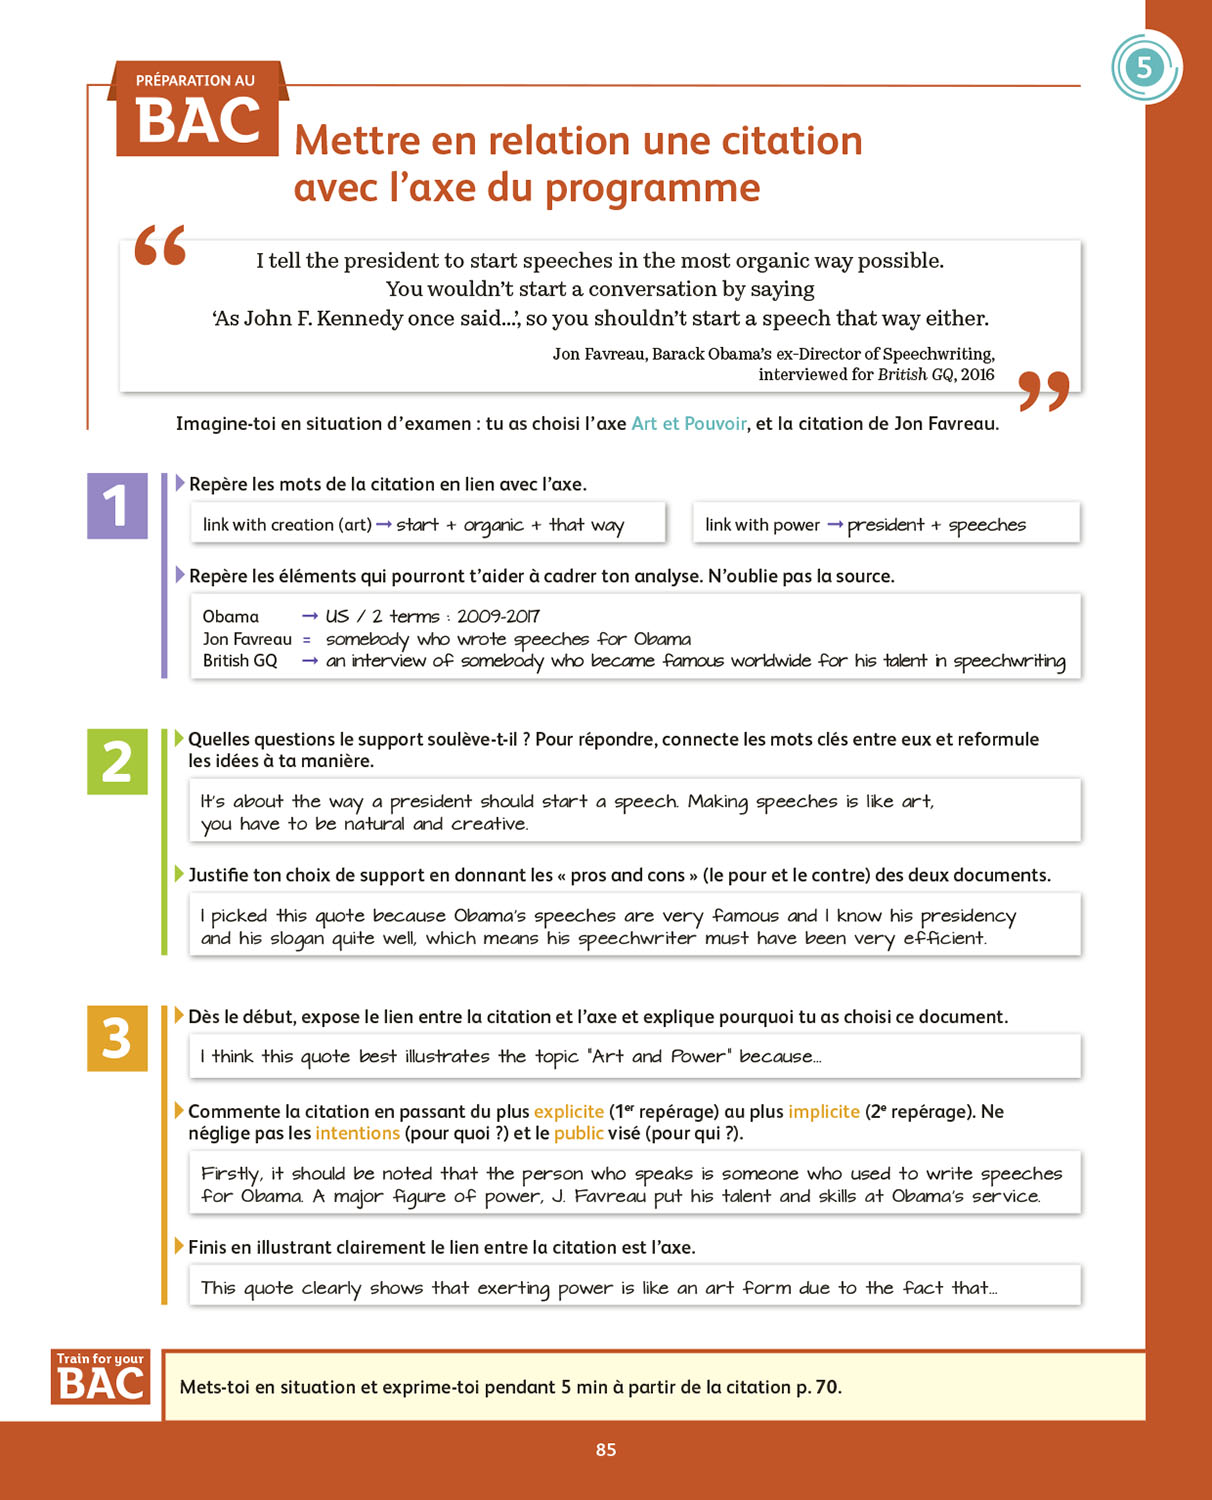 5
PRÉPARATION AU
BAC
Mettre en relation une citation
avec l’axe du programme
“
I tell the president to start speeches in the most organic way possible.
You wouldn’t start a conversation by saying
‘As John F. Kennedy once said...’, so you shouldn’t start a speech that way either.
Jon Favreau, Barack Obama’s ex-Director of Speechwriting,
interviewed for British GQ, 2016
”
Imagine-toi en situation d’examen : tu as choisi l’axe Art et Pouvoir, et la citation de Jon Favreau.
1
Repère les mots de la citation en lien avec l’axe.
link with creation (art) → start + organic + that way
link with power → president + speeches
Repère les éléments qui pourront t’aider à cadrer ton analyse. N’oublie pas la source.
Obama → US / 2 terms : 2009-2017
Jon Favreau = somebody who wrote speeches for Obama
British GQ → an interview of somebody who became famous worldwide for his talent in speechwriting
2
Quelles questions le support soulève-t-il ? Pour répondre, connecte les mots clés entre eux et reformule
les idées à ta manière.
It’s about the way a president should start a speech. Making speeches is like art,
you have to be natural and creative.
Justifie ton choix de support en donnant les « pros and cons » (le pour et le contre) des deux documents.
I picked this quote because Obama’s speeches are very famous and I know his presidency
and his slogan quite well, which means his speechwriter must have been very efficient.
3
Dès le début, expose le lien entre la citation et l’axe et explique pourquoi tu as choisi ce document.
I think this quote best illustrates the topic "Art and Power" because...
Commente la citation en passant du plus explicite (1er repérage) au plus implicite (2e repérage). Ne
néglige pas les intentions (pour quoi ?) et le public visé (pour qui ?).
Firstly, it should be noted that the person who speaks is someone who used to write speeches
for Obama. A major figure of power, J. Favreau put his talent and skills at Obama’s service.
Finis en illustrant clairement le lien entre la citation est l’axe.
This quote clearly shows that exerting power is like an art form due to the fact that...
Train for your
BAC
Mets-toi en situation et exprime-toi pendant 5 min à partir de la citation p. 70.
85